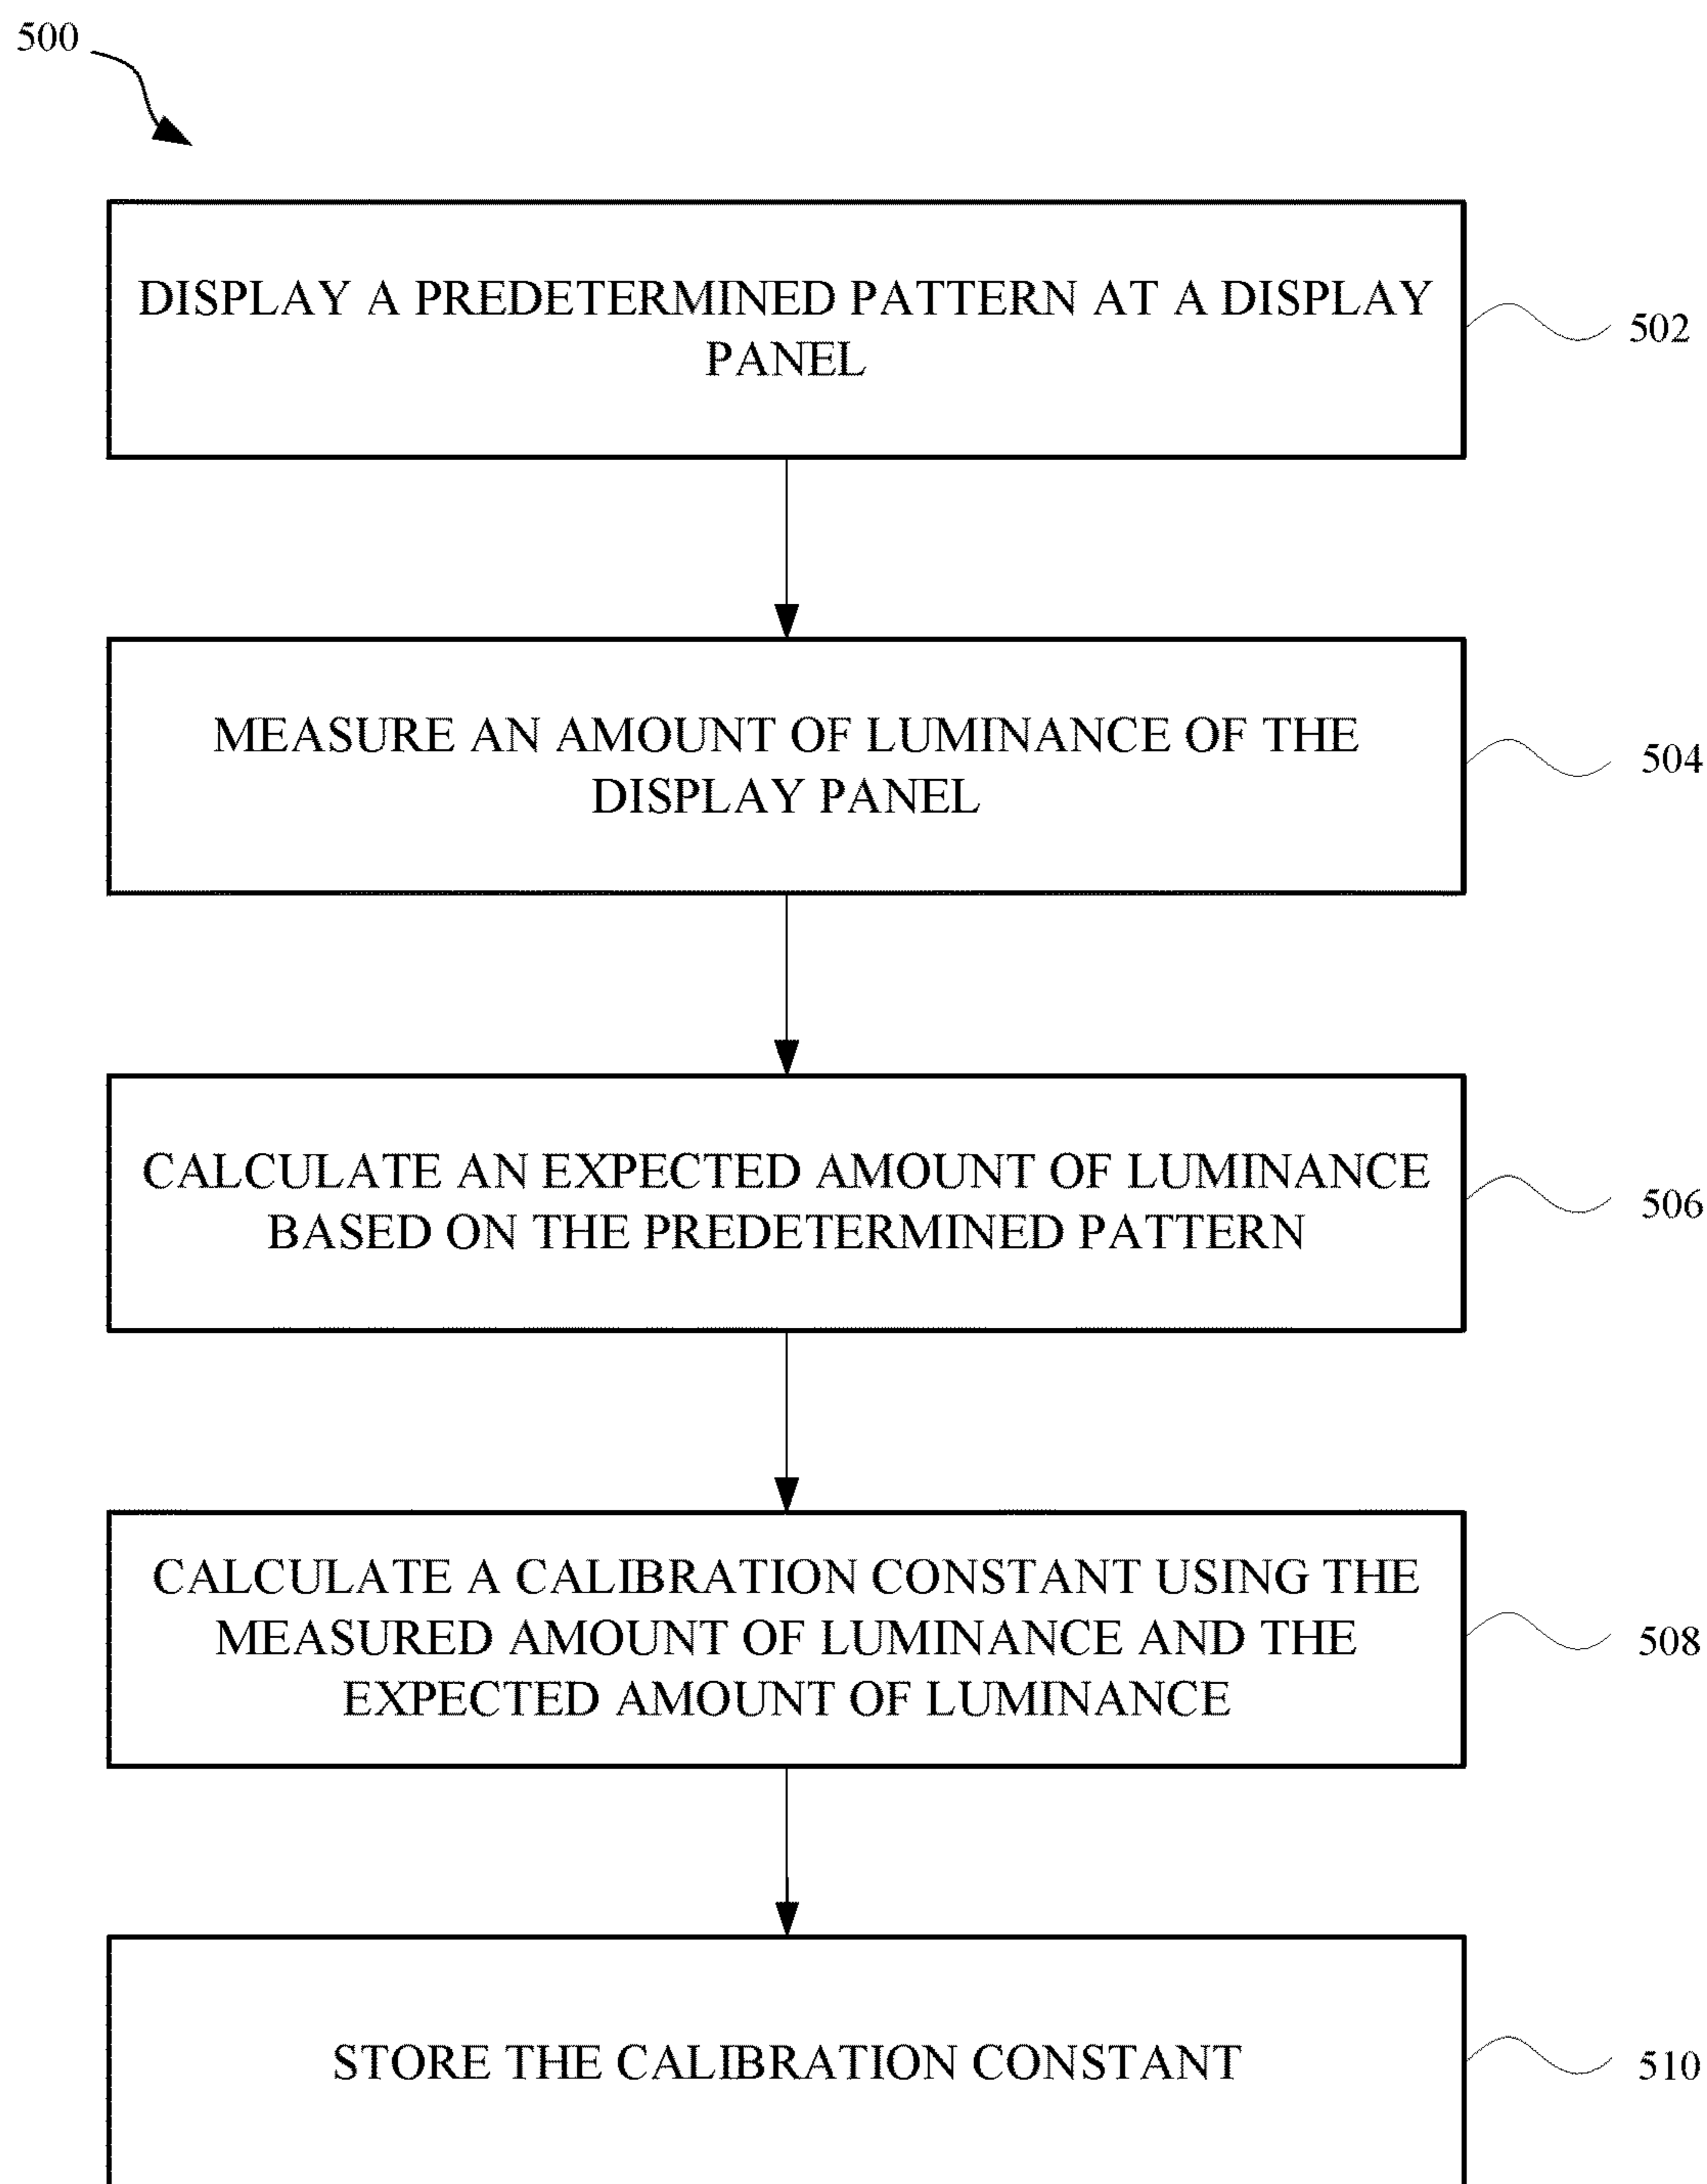 500
DISPLAY A PREDETERMINED PATTERN AT A DISPLAY
PANEL
502
MEASURE AN AMOUNT OF LUMINANCE OF THE
DISPLAY PANEL
504
CALCULATE AN EXPECTED AMOUNT OF LUMINANCE
BASED ON THE PREDETERMINED PATTERN
506
CALCULATE A CALIBRATION CONSTANT USING THE
MEASURED AMOUNT OF LUMINANCE AND THE
EXPECTED AMOUNT OF LUMINANCE
508
STORE THE CALIBRATION CONSTANT
510